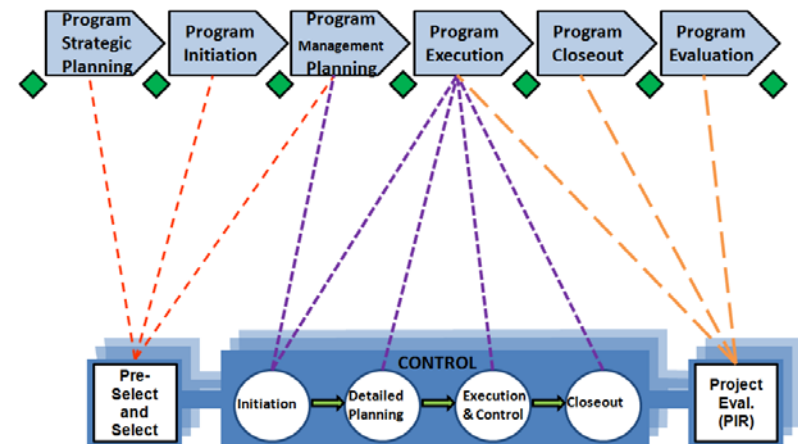 Program
Strategic
Planning
Program
Initiation
Program
Management
Planning
Program
Execution
Program
Closeout
Program
Evaluation
CONTROL
Pre-
Select
and
Select
Initiation
Detailed
Planning
Execution
& Control
Closeout
Project
Eval.
(PIR)